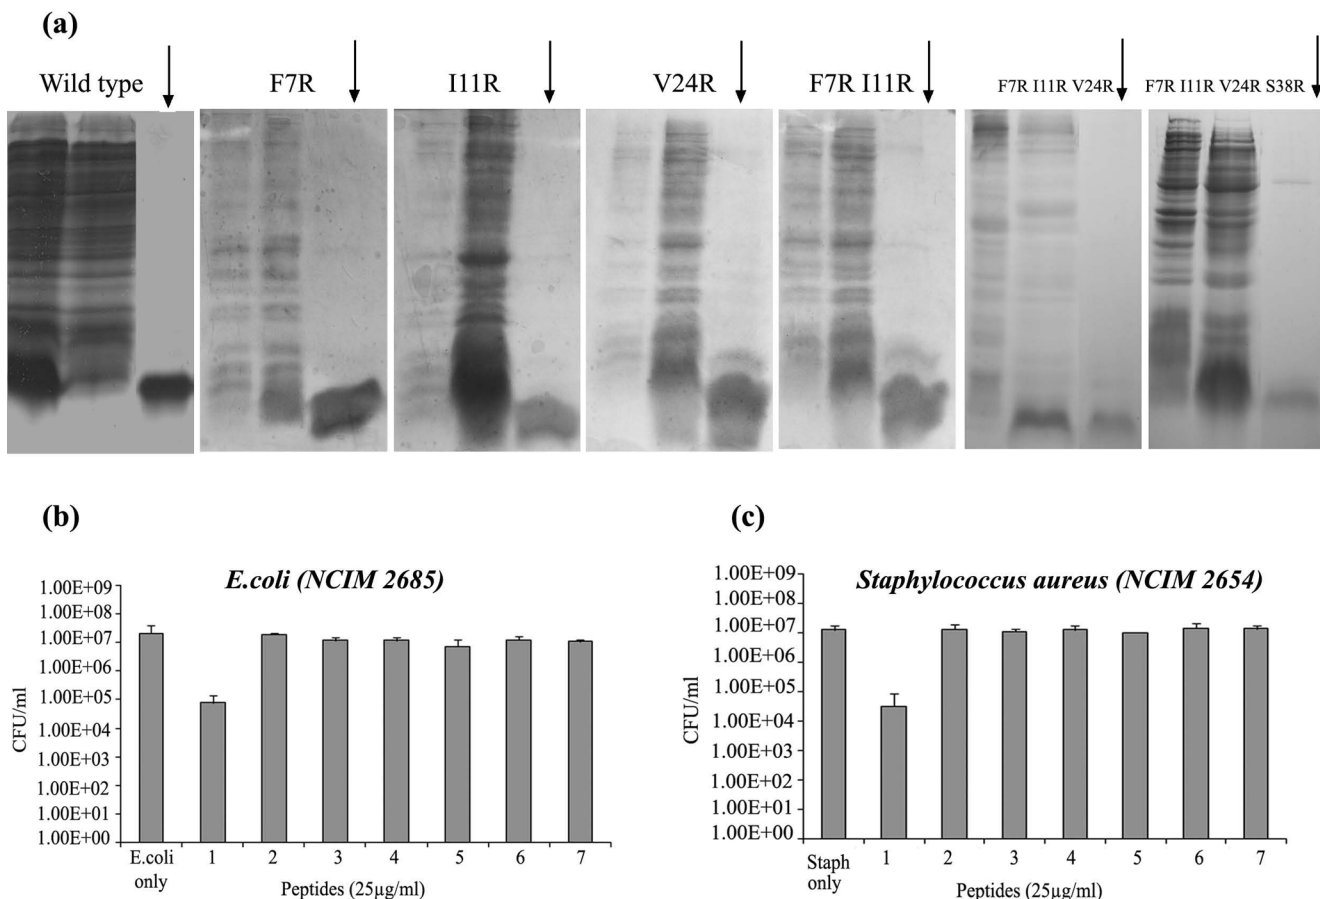 (a)
Wild type
F7R
I11R
V24R
F7R I11R
F7R I11R V24R
F7R I11R V24R S38R
(b)
E.coli (NCIM 2685)
1.00E+09
1.00E+08
1.00E+07
1.00E+06
1.00E+05
1.00E+04
1.00E+03
1.00E+02
1.00E+01
1.00E+00
CFU/ml
E.coli only 1 2 3 4 5 6 7
Peptides (25µg/ml)
(c)
Staphylococcus aureus (NCIM 2654)
1.00E+09
1.00E+08
1.00E+07
1.00E+06
1.00E+05
1.00E+04
1.00E+03
1.00E+02
1.00E+01
1.00E+00
CFU/ml
Staph only 1 2 3 4 5 6 7
Peptides (25µg/ml)